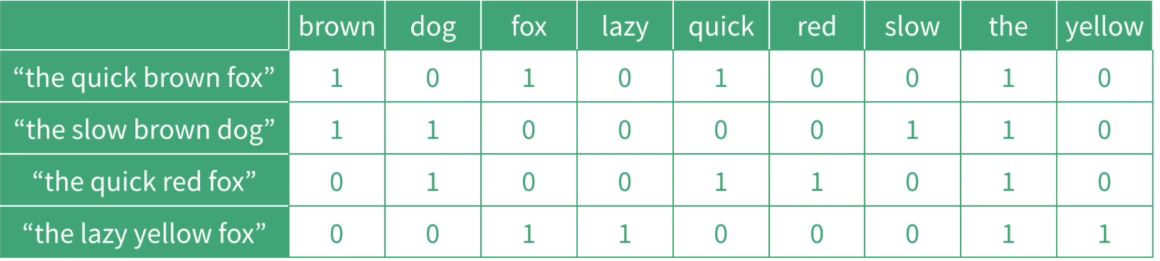 brown dog fox lazy quick red slow the yellow
“the quick brown fox” 1 0 1 0 1 0 0 1 0
“the slow brown dog” 1 1 0 0 0 0 1 1 0
“the quick red fox” 0 1 0 0 1 1 0 1 0
“the lazy yellow fox” 0 0 1 1 0 0 0 1 1